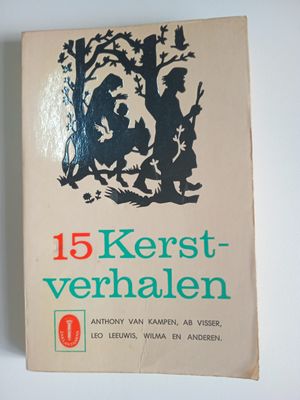 15 Kerst-
verhalen
ANTHONY VAN KAMPEN, AB VISSER,
LEO LEEUWIS, WILMA EN ANDEREN.